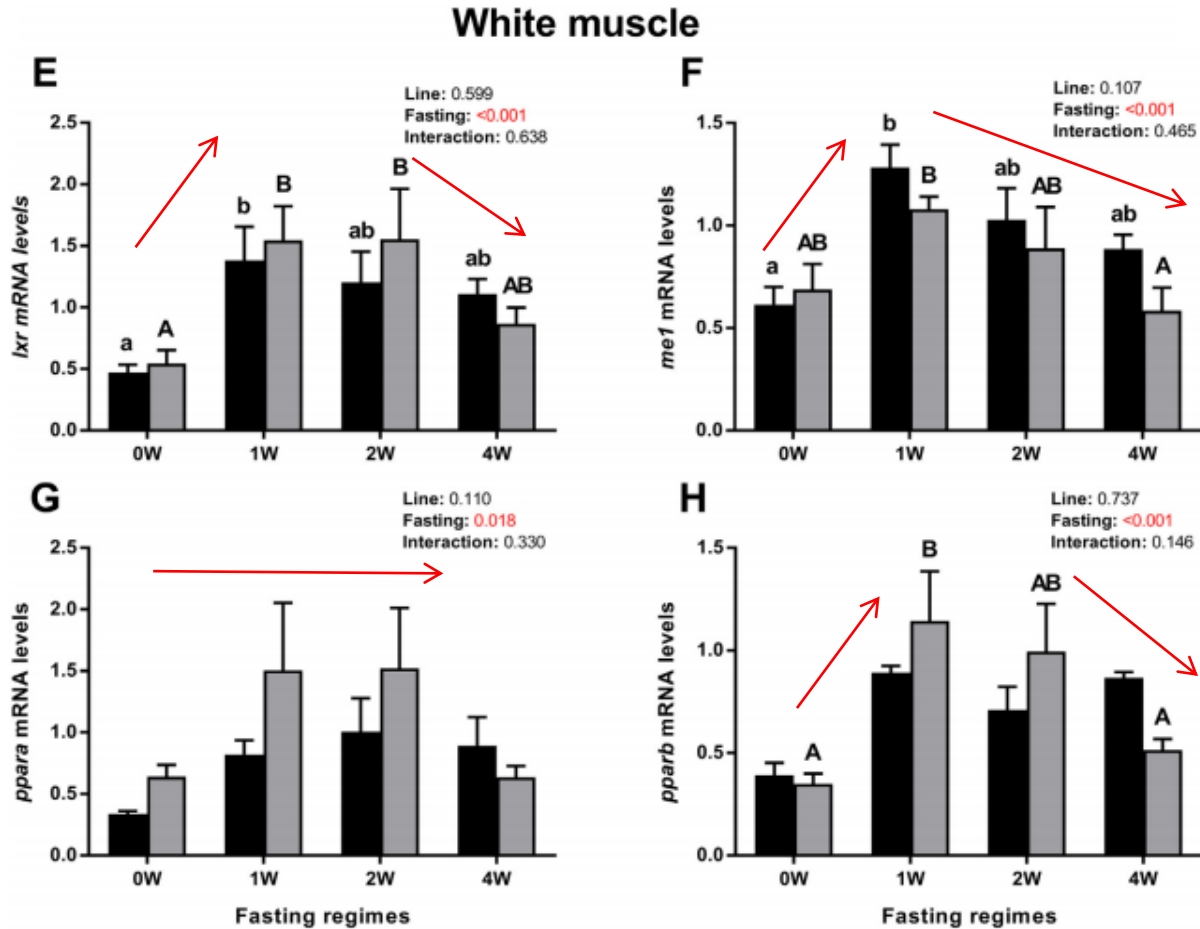 White muscle
E
Line: 0.599
Fasting: <0.001
Interaction: 0.638
lxr mRNA levels
2.5
2.0
1.5
1.0
0.5
0.0
a
A
b
B
ab
B
ab
AB
0W
1W
2W
4W
F
Line: 0.107
Fasting: <0.001
Interaction: 0.465
me1 mRNA levels
1.5
1.0
0.5
0.0
a
AB
b
B
ab
AB
ab
A
0W
1W
2W
4W
G
Line: 0.110
Fasting: 0.018
Interaction: 0.330
ppara mRNA levels
2.5
2.0
1.5
1.0
0.5
0.0
0W
1W
2W
4W
Fasting regimes
H
Line: 0.737
Fasting: <0.001
Interaction: 0.146
pparb mRNA levels
1.5
1.0
0.5
0.0
A
B
AB
A
0W
1W
2W
4W
Fasting regimes